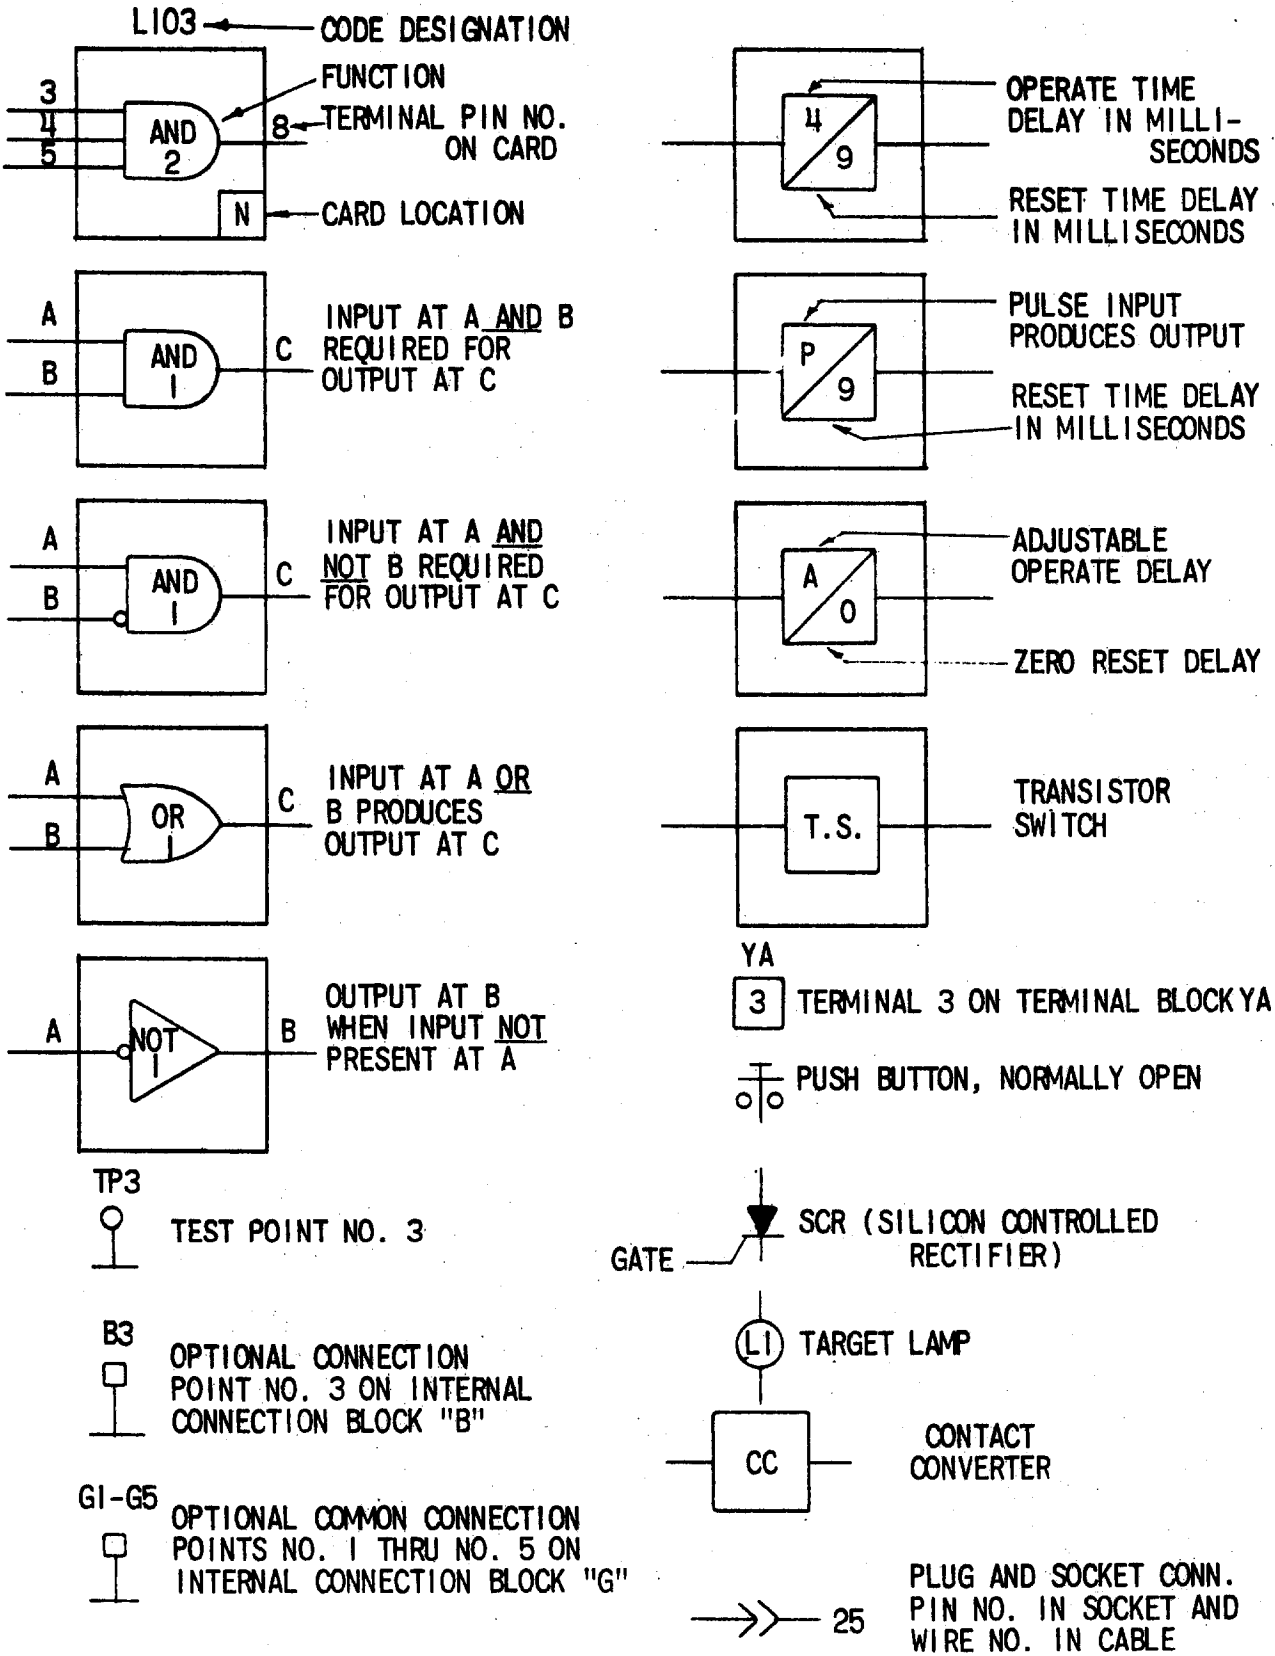 L103
CODE DESIGNATION
FUNCTION
3
4
5
AND
2
8
TERMINAL PIN NO.
ON CARD
N
CARD LOCATION
A
B
AND
1
C
INPUT AT A AND B
REQUIRED FOR
OUTPUT AT C
A
B
AND
1
C
INPUT AT A AND
NOT B REQUIRED
FOR OUTPUT AT C
A
B
OR
1
C
INPUT AT A OR
B PRODUCES
OUTPUT AT C
A
NOT
1
B
OUTPUT AT B
WHEN INPUT NOT
PRESENT AT A
TP3
TEST POINT NO. 3
B3
OPTIONAL CONNECTION
POINT NO. 3 ON INTERNAL
CONNECTION BLOCK "B"
G1-G5
OPTIONAL COMMON CONNECTION
POINTS NO. 1 THRU NO. 5 ON
INTERNAL CONNECTION BLOCK "G"
4
9
OPERATE TIME
DELAY IN MILLI-
SECONDS
RESET TIME DELAY
IN MILLISECONDS
P
9
PULSE INPUT
PRODUCES OUTPUT
RESET TIME DELAY
IN MILLISECONDS
A
0
ADJUSTABLE
OPERATE DELAY
ZERO RESET DELAY
T.S.
TRANSISTOR
SWITCH
YA
3
TERMINAL 3 ON TERMINAL BLOCK YA
PUSH BUTTON, NORMALLY OPEN
GATE
SCR (SILICON CONTROLLED
RECTIFIER)
L1
TARGET LAMP
CC
CONTACT
CONVERTER
25
PLUG AND SOCKET CONN.
PIN NO. IN SOCKET AND
WIRE NO. IN CABLE